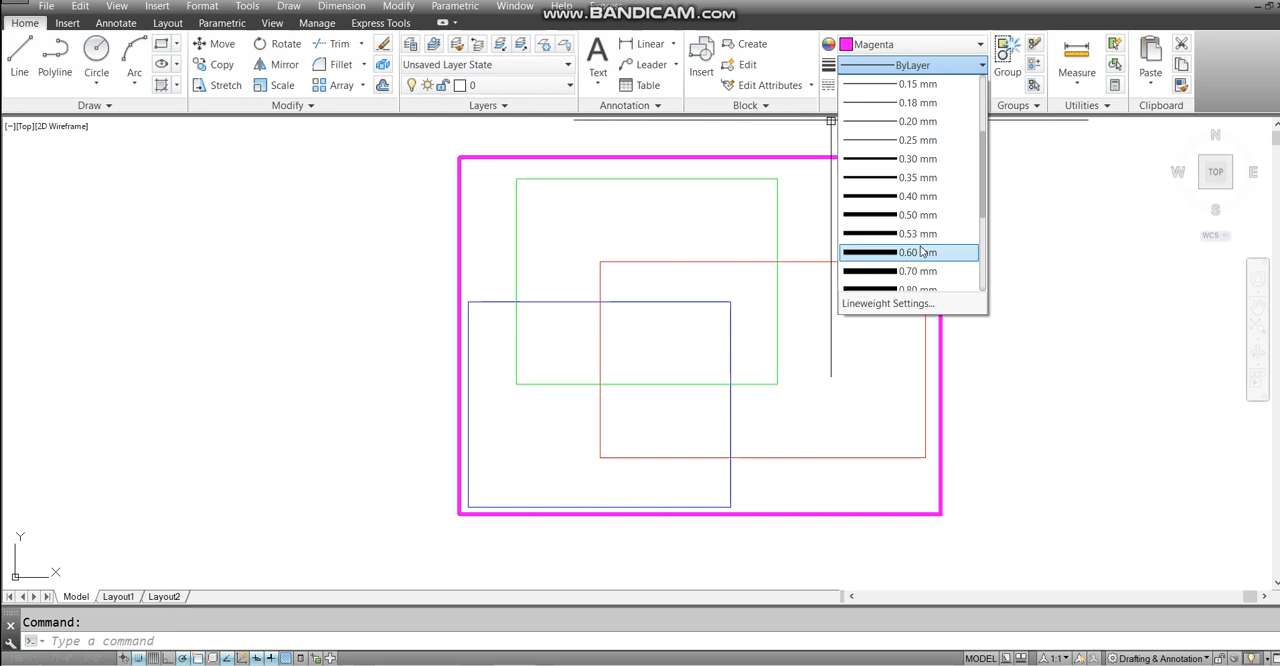 File Edit View Insert Format Tools Draw Dimension Modify Parametric Window
www.BANDICAM.com
Home Insert Annotate Layout Parametric View Manage Express Tools
Line
Polyline
Circle
Arc
Draw
Move Rotate Trim
Copy Mirror Fillet
Stretch Scale Array
Modify
Unsaved Layer State
0
Layers
Text
Linear
Leader
Table
Annotation
Insert
Create
Edit
Edit Attributes
Block
Magenta
ByLayer
0.15 mm
0.18 mm
0.20 mm
0.25 mm
0.30 mm
0.35 mm
0.40 mm
0.50 mm
0.53 mm
0.60 mm
0.70 mm
0.80 mm
Lineweight Settings...
Group
Groups
Measure
Utilities
Paste
Clipboard
[−][Top][2D Wireframe]
N
W TOP E
S
WCS
Y
X
Model Layout1 Layout2
Command:
Type a command
MODEL 1:1 Drafting & Annotation